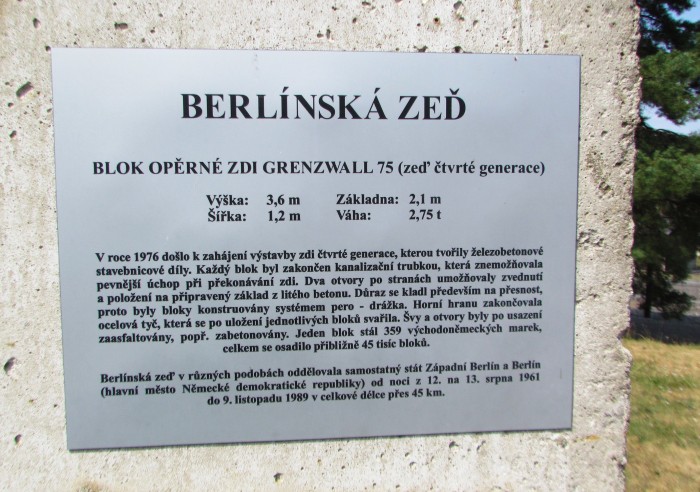 BERLÍNSKÁ ZEĎ
BLOK OPĚRNÉ ZDI GRENZWALL 75 (zeď čtvrté generace)
Výška: 3,6 m Základna: 2,1 m
Šířka: 1,2 m Váha: 2,75 t
V roce 1976 došlo k zahájení výstavby zdi čtvrté generace, kterou tvořily železobetonové
stavebnicové díly. Každý blok byl zakončen kanalizační trubkou, která znemožňovala
pevnější úchop při překonávání zdi. Dva otvory po stranách umožňovaly zvednutí
a položení na připravený základ z litého betonu. Důraz se kladl především na přesnost,
proto byly bloky konstruovány systémem pero - drážka. Horní hranu zakončovala
ocelová tyč, která se po uložení jednotlivých bloků svařila. Švy a otvory byly po usazení
zaasfaltovány, popř. zabetonovány. Jeden blok stál 359 východoněmeckých marek,
celkem se osadilo přibližně 45 tisíc bloků.
Berlínská zeď v různých podobách oddělovala samostatný stát Západní Berlín a Berlín
(hlavní město Německé demokratické republiky) od noci z 12. na 13. srpna 1961
do 9. listopadu 1989 v celkové délce přes 45 km.